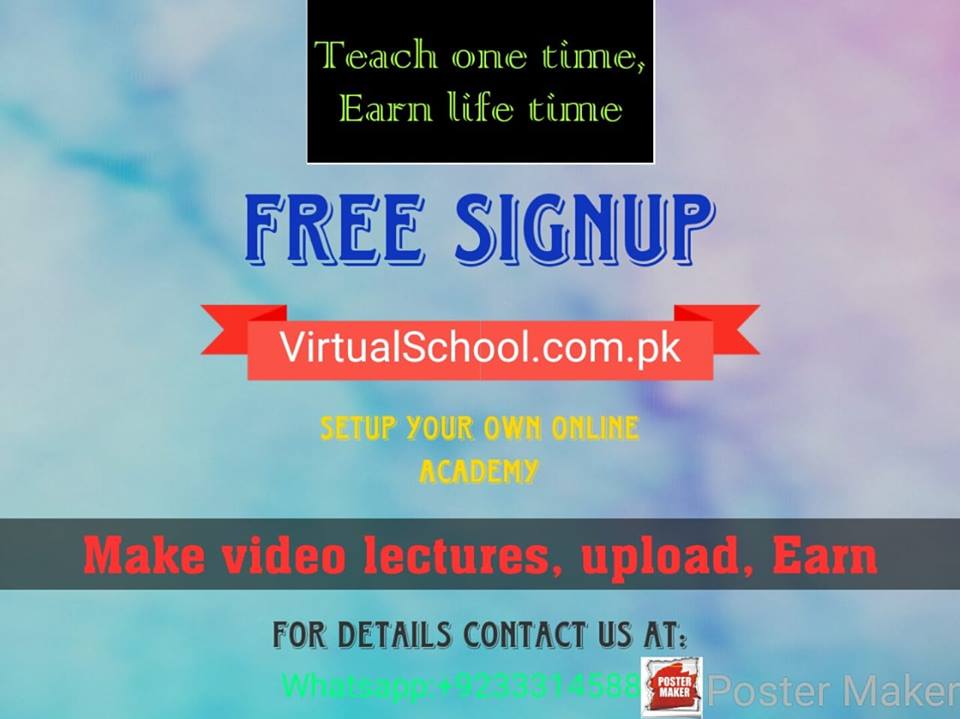 Teach one time,
Earn life time
FREE SIGNUP
VirtualSchool.com.pk
SETUP YOUR OWN ONLINE
ACADEMY
Make video lectures, upload, Earn
FOR DETAILS CONTACT US AT:
Whatsapp:+9233314588
POSTER
MAKER
Poster Maker